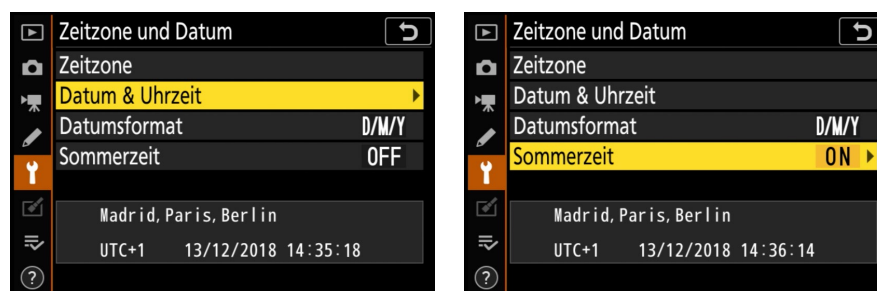 Zeitzone und Datum
Zeitzone
Datum & Uhrzeit
Datumsformat D/M/Y
Sommerzeit OFF
Madrid, Paris, Berlin
UTC+1 13/12/2018 14:35:18
?
Zeitzone und Datum
Zeitzone
Datum & Uhrzeit
Datumsformat D/M/Y
Sommerzeit ON
Madrid, Paris, Berlin
UTC+1 13/12/2018 14:36:14
?